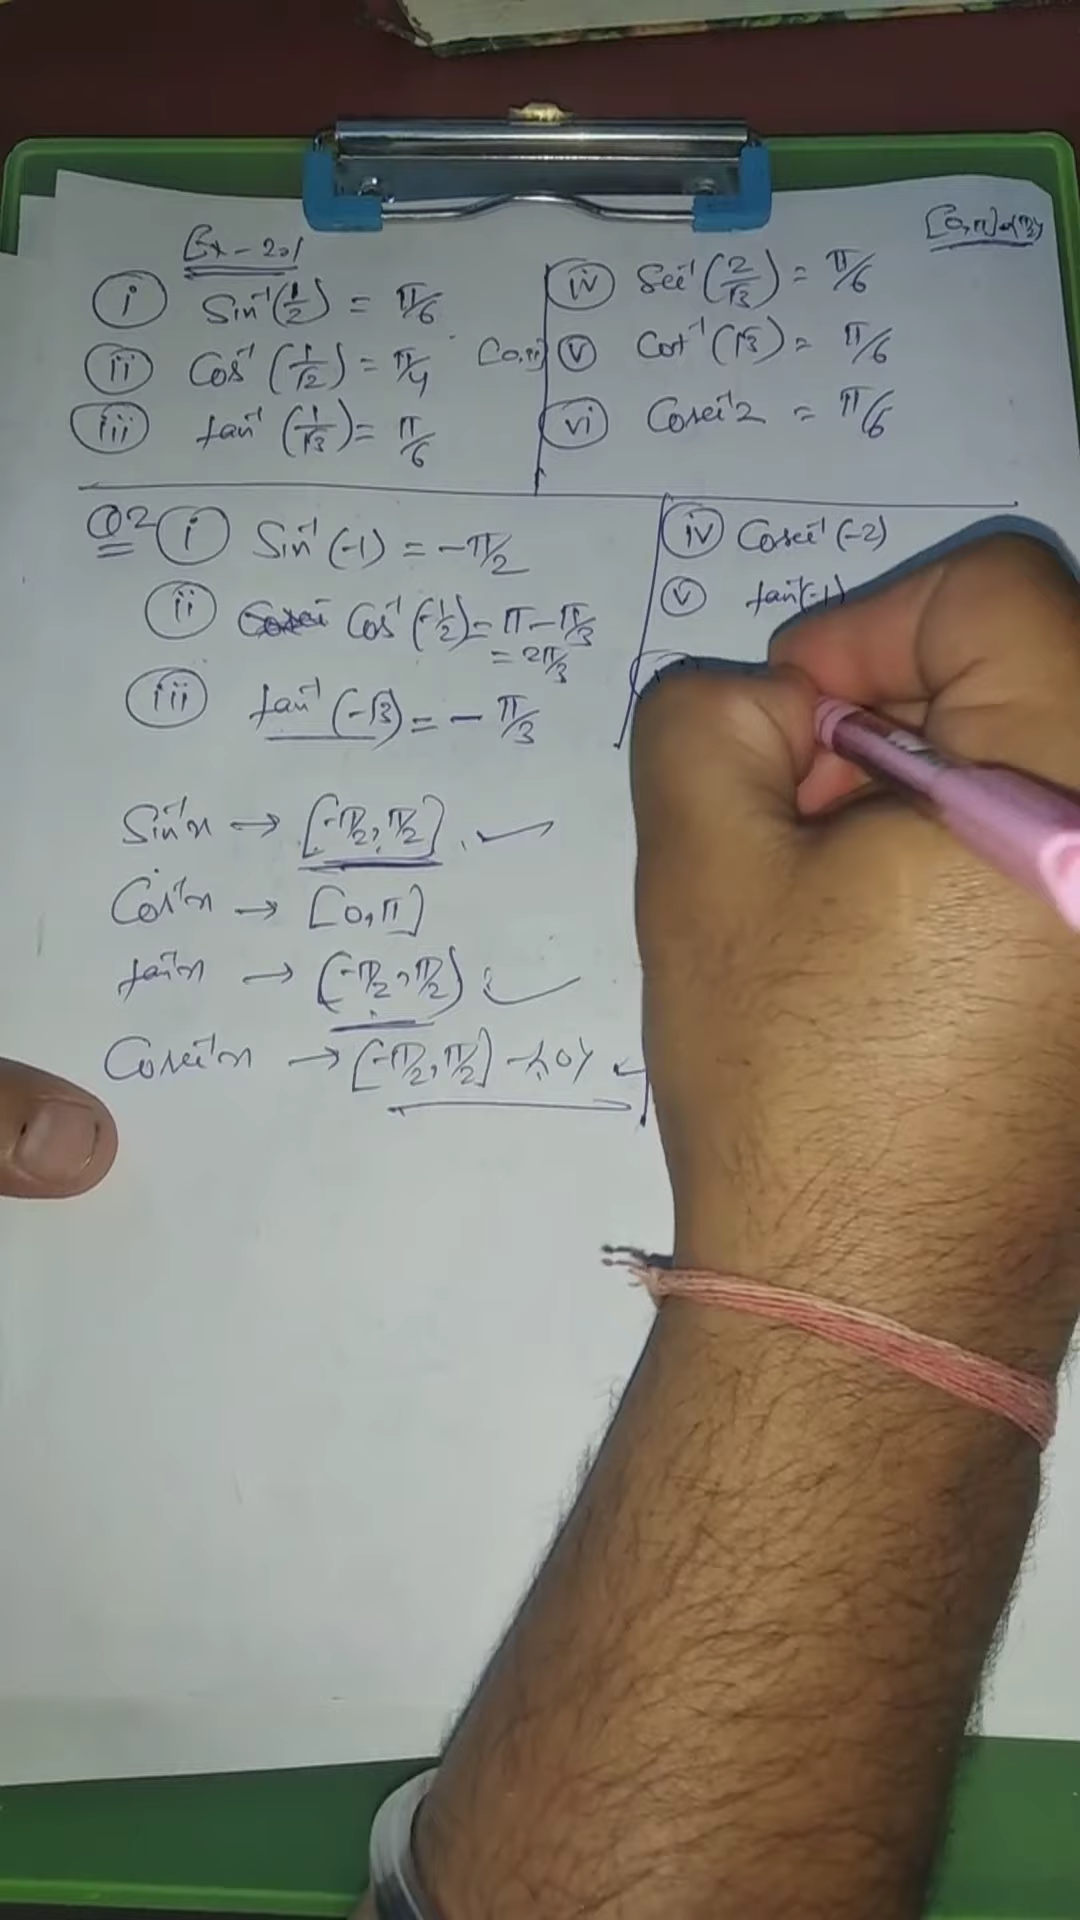 Ex - 2.1
[0,π]-{π/2}
(i) Sin⁻¹(1/2) = π/6
(ii) Cos⁻¹(1/√2) = π/4 [0,π]
(iii) tan⁻¹(1/√3) = π/6
(iv) Sec⁻¹(2/√3) = π/6
(v) Cot⁻¹(√3) = π/6
(vi) Cosec⁻¹2 = π/6
Q2 (i) Sin⁻¹(-1) = -π/2
(ii) Cos⁻¹(-1/2) = π - π/3
= 2π/3
(iii) tan⁻¹(-√3) = - π/3
(iv) Cosec⁻¹(-2)
(v) tan⁻¹(-1)
Sin⁻¹x → [-π/2, π/2]
Cos⁻¹x → [0,π]
tan⁻¹x → (-π/2, π/2)
Cosec⁻¹x → [-π/2, π/2] - {0}